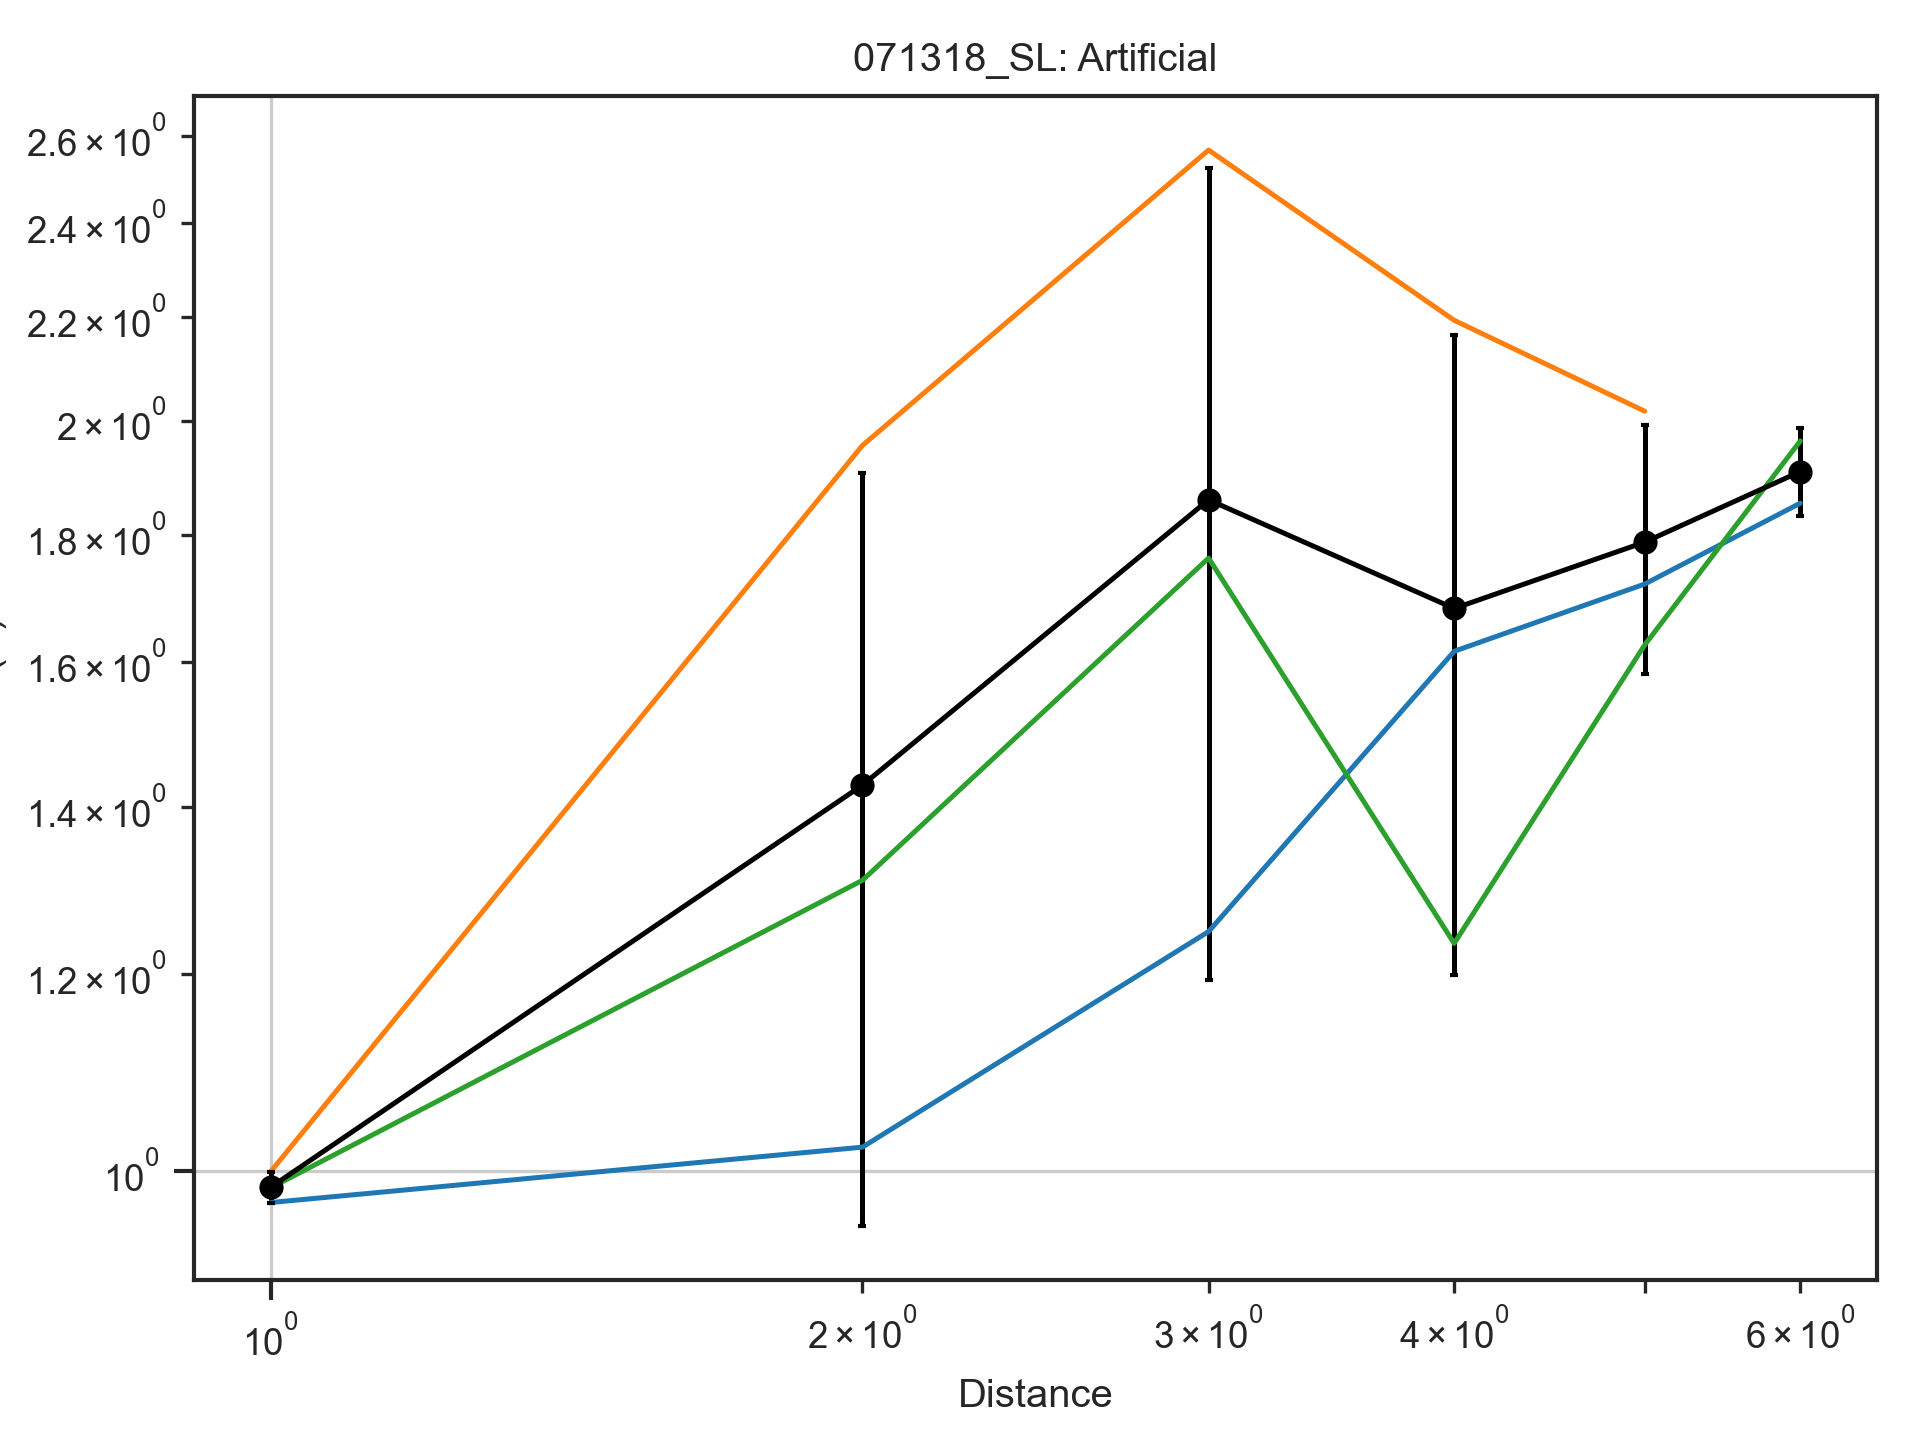 071318_SL: Artificial
2.6 × 10⁰
2.4 × 10⁰
2.2 × 10⁰
2 × 10⁰
1.8 × 10⁰
1.6 × 10⁰
1.4 × 10⁰
1.2 × 10⁰
10⁰
10⁰ 2 × 10⁰ 3 × 10⁰ 4 × 10⁰ 6 × 10⁰
Distance